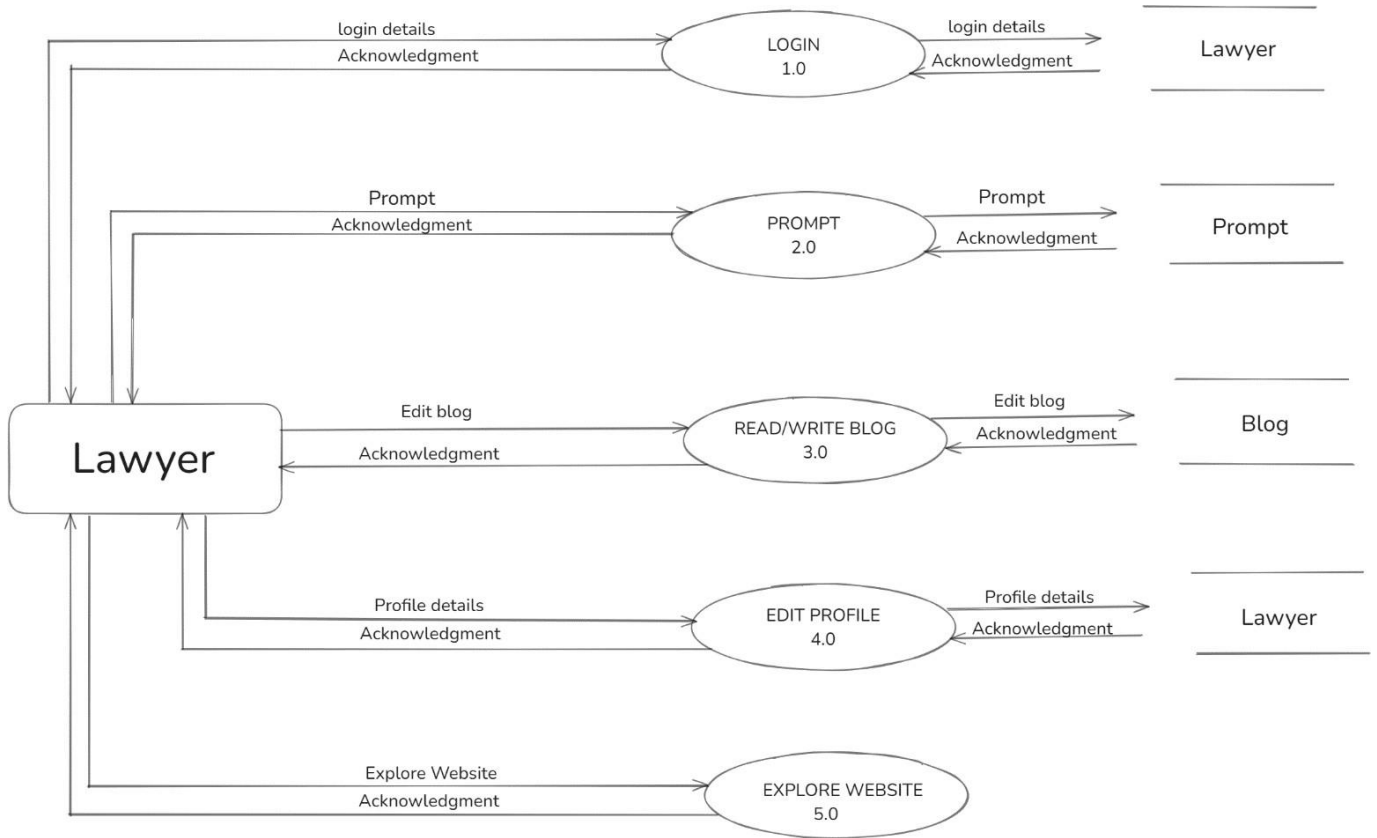 login details
Acknowledgment
LOGIN
1.0
login details
Acknowledgment
Lawyer
Prompt
Acknowledgment
PROMPT
2.0
Prompt
Acknowledgment
Prompt
Lawyer
Edit blog
Acknowledgment
READ/WRITE BLOG
3.0
Edit blog
Acknowledgment
Blog
Profile details
Acknowledgment
EDIT PROFILE
4.0
Profile details
Acknowledgment
Lawyer
Explore Website
Acknowledgment
EXPLORE WEBSITE
5.0